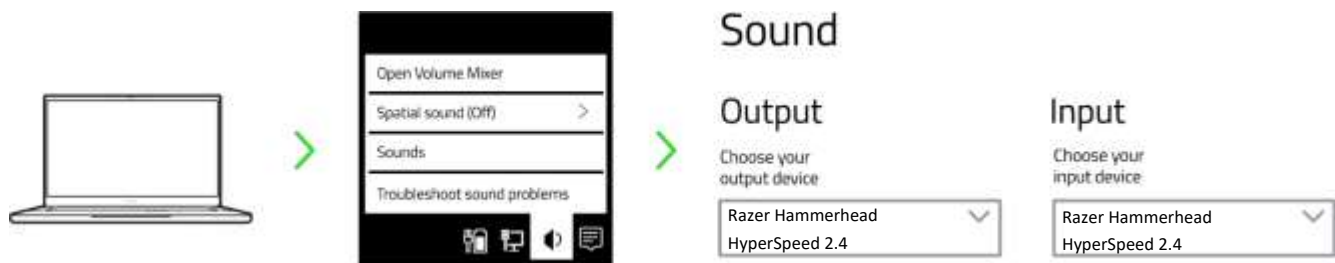 Open Volume Mixer
Spatial sound (Off)
Sounds
Troubleshoot sound problems
Sound
Output
Choose your
output device
Razer Hammerhead
HyperSpeed 2.4
Input
Choose your
input device
Razer Hammerhead
HyperSpeed 2.4